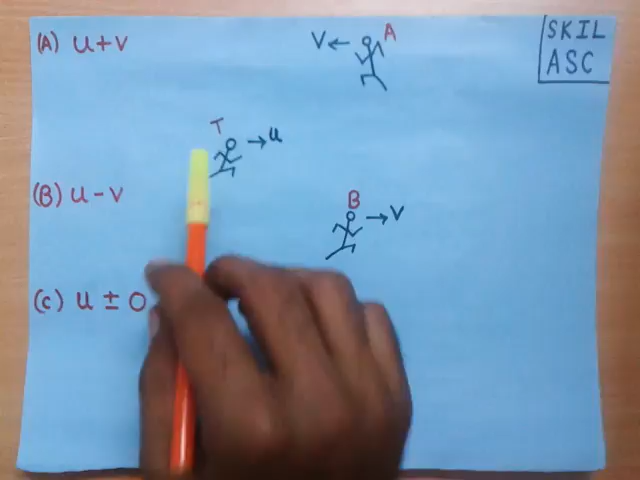 (A) u+v
V← A
SKIL
ASC
T
→u
(B) u-v
B
→V
(c) u ± 0